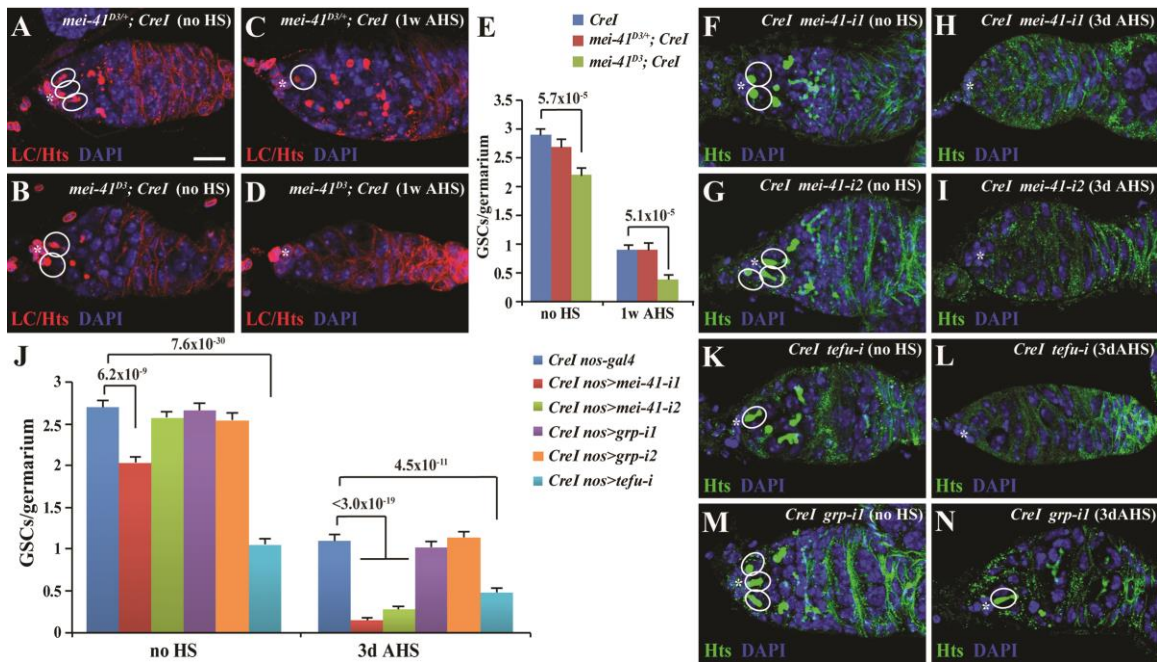 A mei-41D3/+; CreI (no HS)
* LC/Hts DAPI
C mei-41D3/+; CreI (1w AHS)
* LC/Hts DAPI
B mei-41D3; CreI (no HS)
* LC/Hts DAPI
D mei-41D3; CreI (1w AHS)
* LC/Hts DAPI
E
CreI
mei-41D3/+; CreI
mei-41D3; CreI
GSCs/germarium
3.5
3
2.5
2
1.5
1
0.5
0
5.7x10-5
5.1x10-5
no HS 1w AHS
F CreI mei-41-i1 (no HS)
* Hts DAPI
H CreI mei-41-i1 (3d AHS)
* Hts DAPI
G CreI mei-41-i2 (no HS)
* Hts DAPI
I CreI mei-41-i2 (3d AHS)
* Hts DAPI
J
GSCs/germarium
3
2.5
2
1.5
1
0.5
0
7.6x10-30
6.2x10-9
4.5x10-11
<3.0x10-19
no HS 3d AHS
CreI nos-gal4
CreI nos>mei-41-i1
CreI nos>mei-41-i2
CreI nos>grp-i1
CreI nos>grp-i2
CreI nos>tefu-i
K CreI tefu-i (no HS)
* Hts DAPI
L CreI tefu-i (3dAHS)
* Hts DAPI
M CreI grp-i1 (no HS)
* Hts DAPI
N CreI grp-i1 (3dAHS)
* Hts DAPI